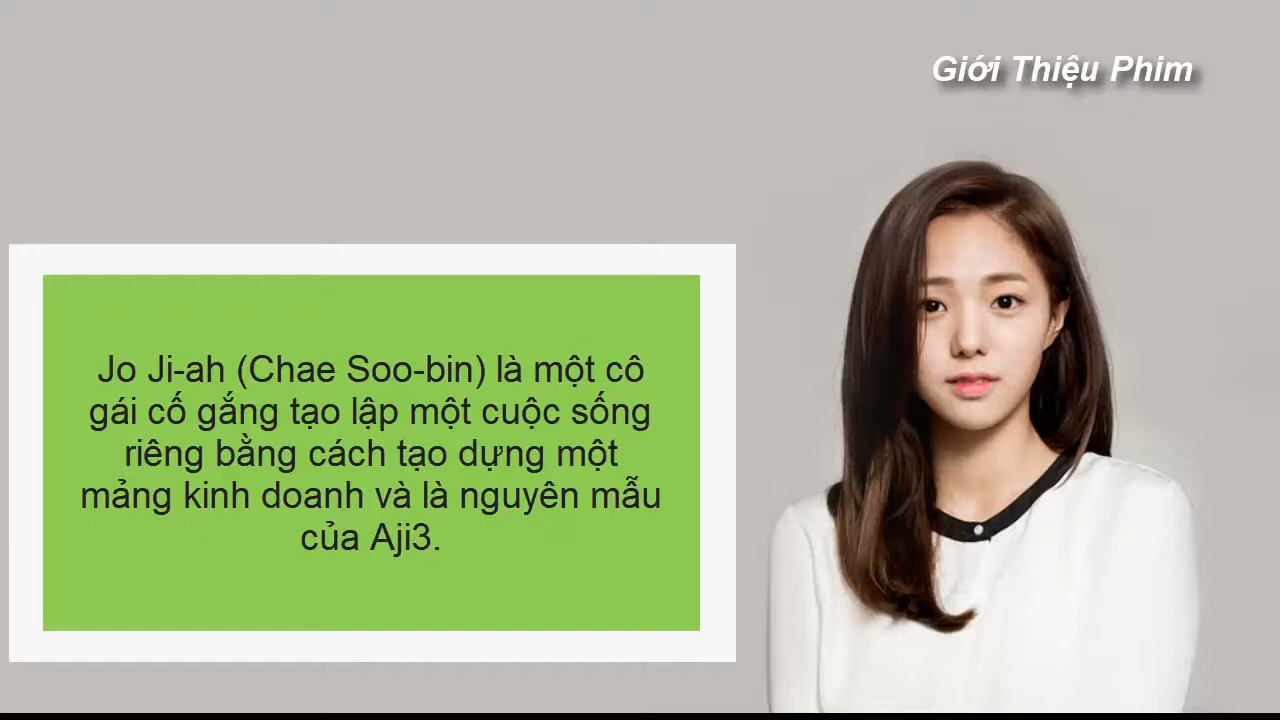 Giới Thiệu Phim
Jo Ji-ah (Chae Soo-bin) là một cô
gái cố gắng tạo lập một cuộc sống
riêng bằng cách tạo dựng một
mảng kinh doanh và là nguyên mẫu
của Aji3.